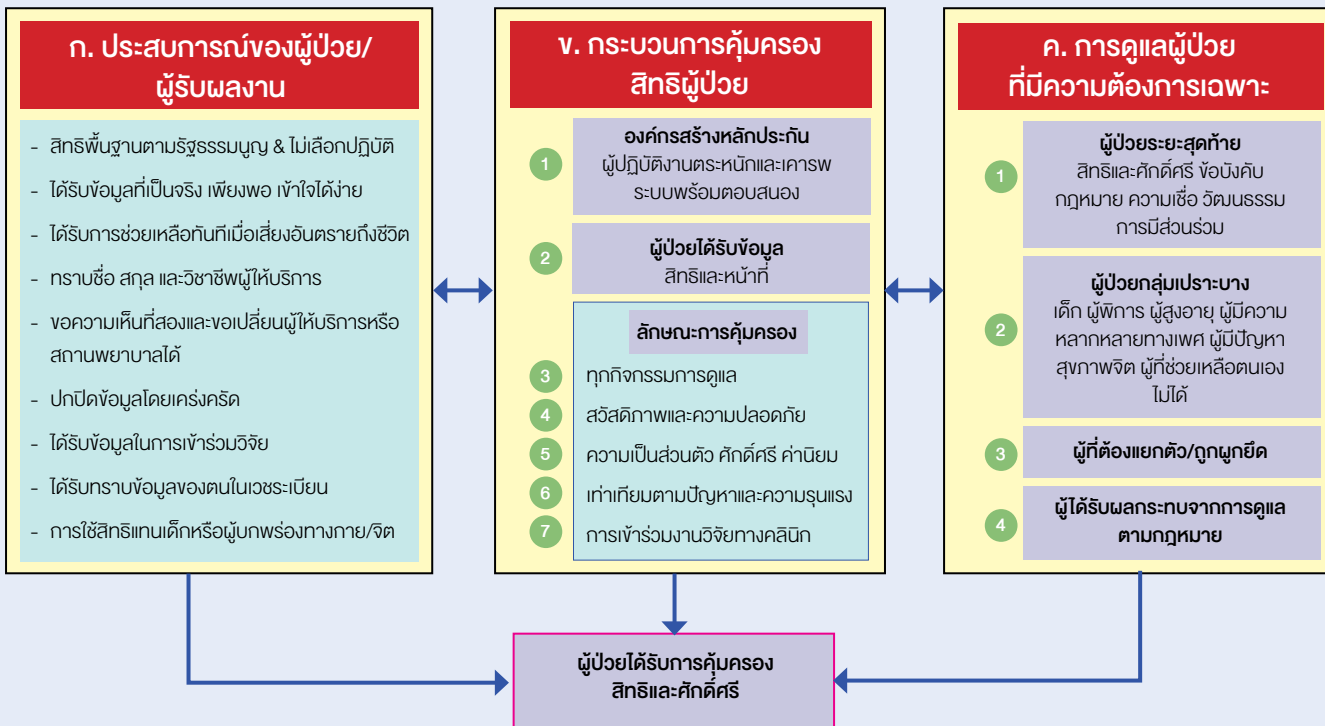 ก. ประสบการณ์ของผู้ป่วย/
ผู้รับผลงาน
- สิทธิพื้นฐานตามรัฐธรรมนูญ & ไม่เลือกปฏิบัติ
- ได้รับข้อมูลที่เป็นจริง เพียงพอ เข้าใจได้ง่าย
- ได้รับการช่วยเหลือทันทีเมื่อเสี่ยงอันตรายถึงชีวิต
- ทราบชื่อ สกุล และวิชาชีพผู้ให้บริการ
- ขอความเห็นที่สองและขอเปลี่ยนผู้ให้บริการหรือ
สถานพยาบาลได้
- ปกปิดข้อมูลโดยเคร่งครัด
- ได้รับข้อมูลในการเข้าร่วมวิจัย
- ได้รับทราบข้อมูลของตนในเวชระเบียน
- การใช้สิทธิแทนเด็กหรือผู้บกพร่องทางกาย/จิต
ข. กระบวนการคุ้มครอง
สิทธิผู้ป่วย
องค์กรสร้างหลักประกัน
1 ผู้ปฏิบัติงานตระหนักและเคารพ
ระบบพร้อมตอบสนอง
2 ผู้ป่วยได้รับข้อมูล
สิทธิและหน้าที่
ลักษณะการคุ้มครอง
3 ทุกกิจกรรมการดูแล
4 สวัสดิภาพและความปลอดภัย
5 ความเป็นส่วนตัว ศักดิ์ศรี ค่านิยม
6 เท่าเทียมตามปัญหาและความรุนแรง
7 การเข้าร่วมงานวิจัยทางคลินิก
ค. การดูแลผู้ป่วย
ที่มีความต้องการเฉพาะ
ผู้ป่วยระยะสุดท้าย
1 สิทธิและศักดิ์ศรี ข้อบังคับ
กฎหมาย ความเชื่อ วัฒนธรรม
การมีส่วนร่วม
ผู้ป่วยกลุ่มเปราะบาง
เด็ก ผู้พิการ ผู้สูงอายุ ผู้มีความ
2 หลากหลายทางเพศ ผู้มีปัญหา
สุขภาพจิต ผู้ที่ช่วยเหลือตนเอง
ไม่ได้
3 ผู้ที่ต้องแยกตัว/ถูกผูกยึด
4 ผู้ได้รับผลกระทบจากการดูแล
ตามกฎหมาย
ผู้ป่วยได้รับการคุ้มครอง
สิทธิและศักดิ์ศรี